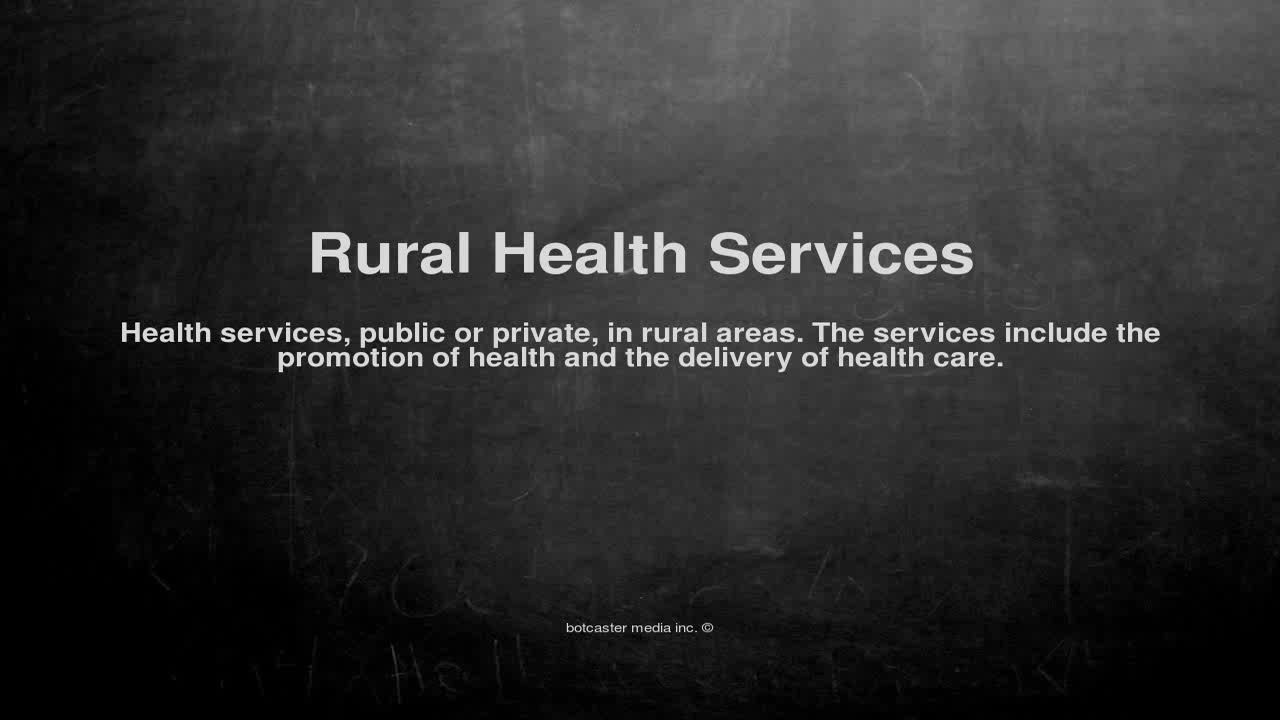 Rural Health Services
Health services, public or private, in rural areas. The services include the
promotion of health and the delivery of health care.
botcaster media inc. ©